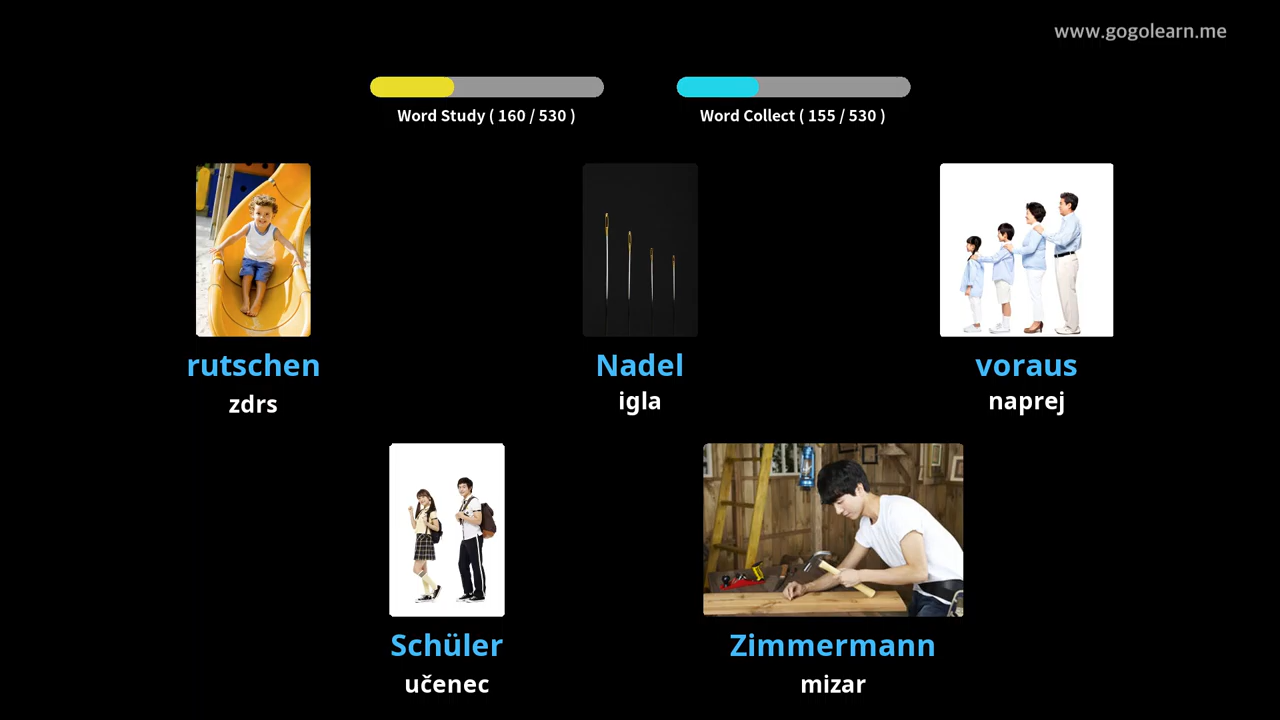 www.gogolearn.me
Word Study ( 160 / 530 )
Word Collect ( 155 / 530 )
rutschen
zdrs
Nadel
igla
voraus
naprej
Schüler
učenec
Zimmermann
mizar